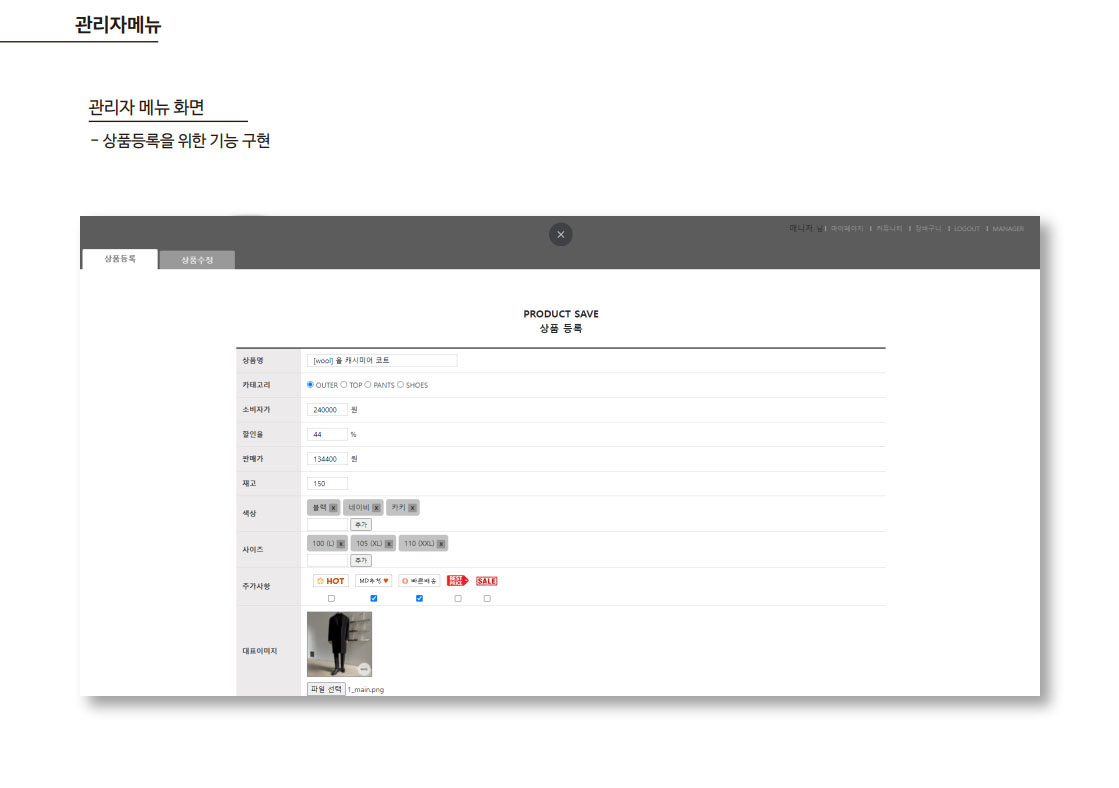 관리자메뉴
관리자 메뉴 화면
- 상품등록을 위한 기능 구현
매니저 님 | 마이페이지 | 커뮤니티 | 장바구니 | LOGOUT | MANAGER
상품등록 상품수정
PRODUCT SAVE
상품 등록
상품명 [wool] 울 캐시미어 코트
카테고리 OUTER TOP PANTS SHOES
소비자가 240000 원
할인율 44 %
판매가 134400 원
재고 150
색상 블랙 x 네이비 x 카키 x
추가
사이즈 100 (L) x 105 (XL) x 110 (XXL) x
추가
추가사항 HOT MD추천 빠른배송 BEST PRICE SALE
대표이미지
파일 선택 1_main.png